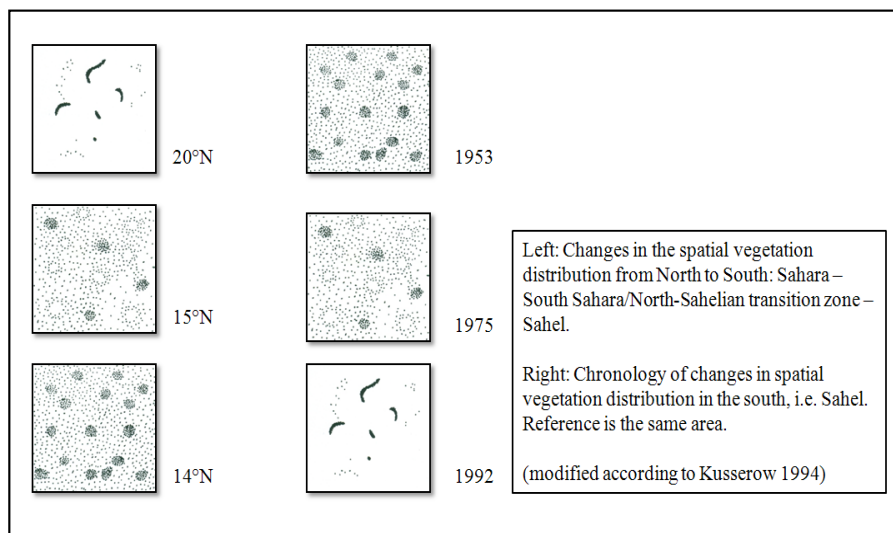 20°N
1953
15°N
1975
14°N
1992
Left: Changes in the spatial vegetation
distribution from North to South: Sahara –
South Sahara/North-Sahelian transition zone –
Sahel.
Right: Chronology of changes in spatial
vegetation distribution in the south, i.e. Sahel.
Reference is the same area.
(modified according to Kusserow 1994)